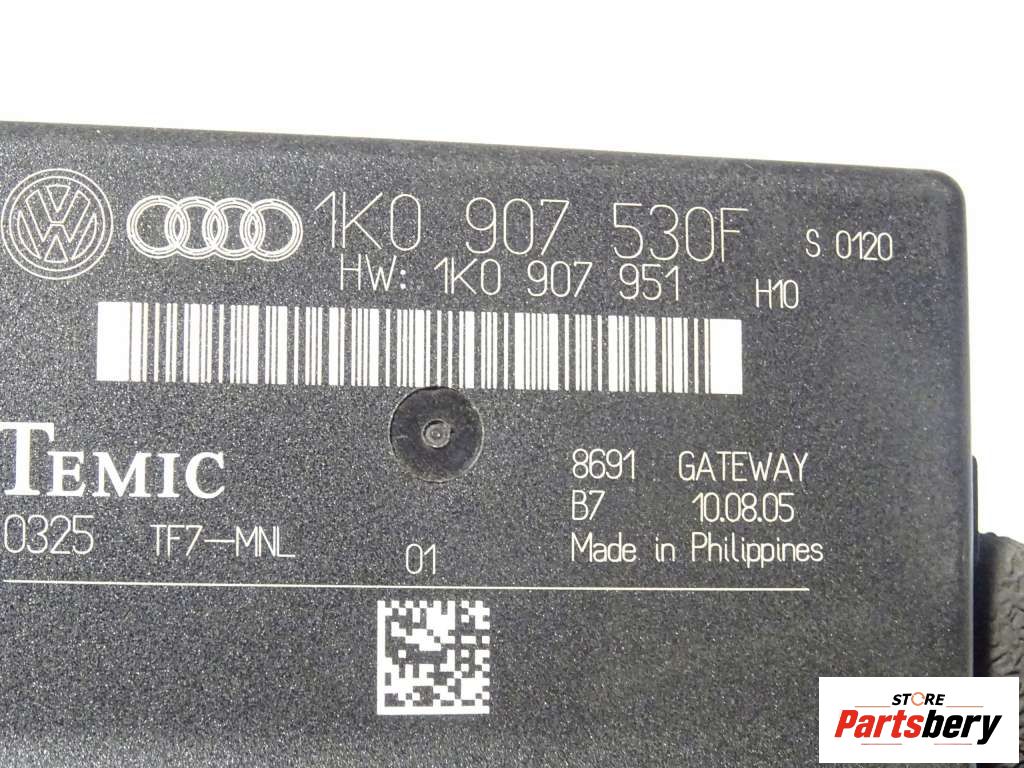 1K0 907 530F S 0120
HW: 1K0 907 951 H10
TEMIC
8691 GATEWAY
B7 10.08.05
0325 TF7-MNL 01 Made in Philippines
STORE
Partsbery